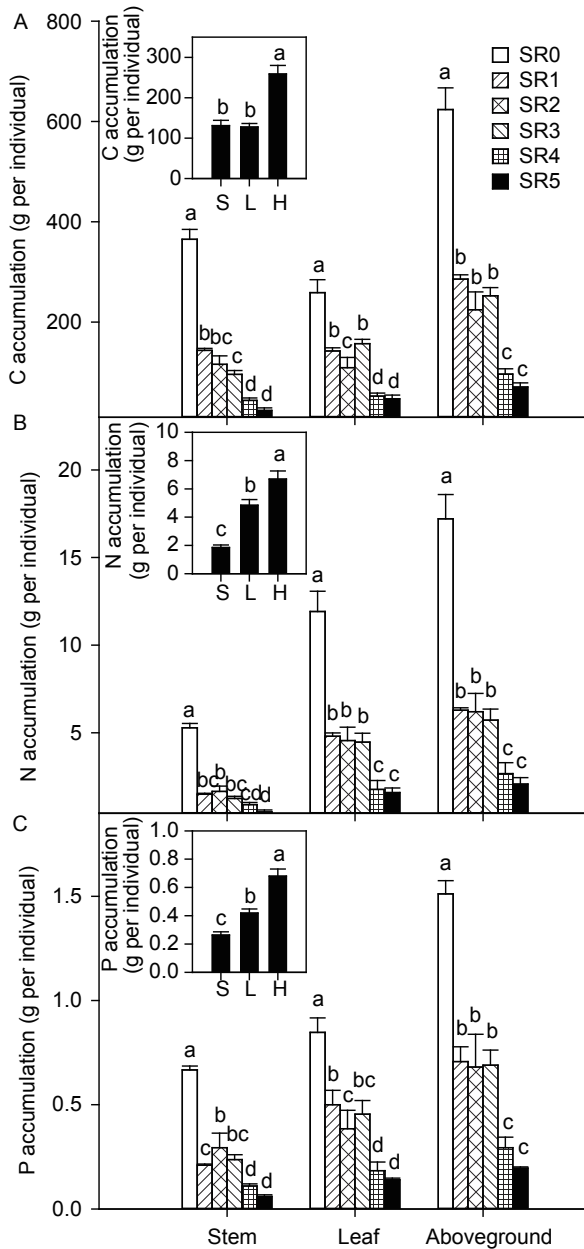 A
C accumulation (g per individual)
800
600
400
200
C accumulation
(g per individual)
300
200
100
0
b
b
a
S
L
H
SR0
SR1
SR2
SR3
SR4
SR5
a
b
bc
c
d
d
a
b
c
b
d
d
a
b
b
b
c
c
B
N accumulation (g per individual)
20
15
10
5
N accumulation
(g per individual)
10
8
6
4
2
0
c
b
a
S
L
H
a
bc
b
bc
cd
d
a
b
b
b
c
c
a
b
b
b
c
c
C
P accumulation (g per individual)
1.5
1.0
0.5
0.0
P accumulation
(g per individual)
1.0
0.8
0.6
0.4
0.2
0.0
c
b
a
S
L
H
a
c
b
bc
d
d
a
b
c
bc
d
d
a
b
b
b
c
c
Stem
Leaf
Aboveground